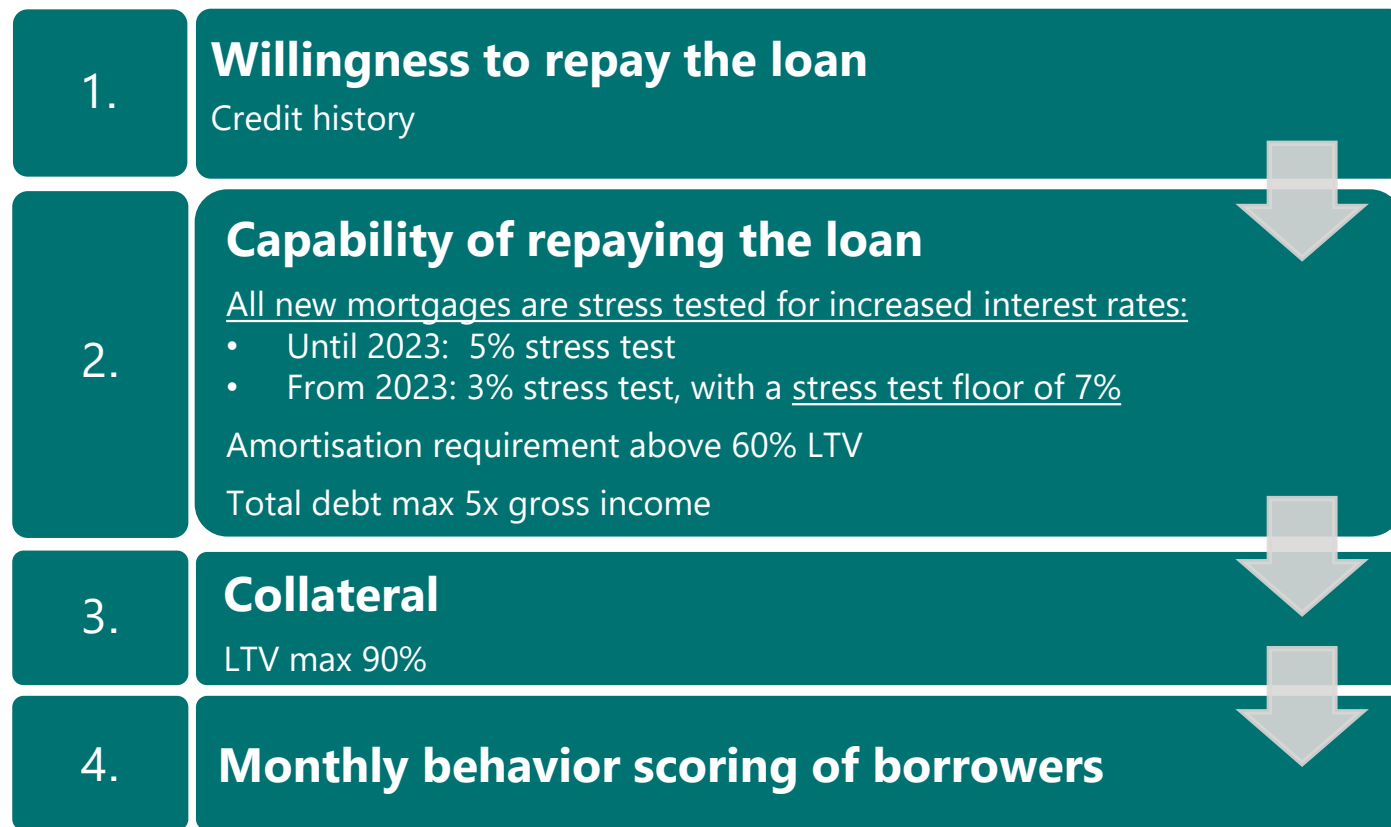 1.
Willingness to repay the loan
Credit history
2.
Capability of repaying the loan
All new mortgages are stress tested for increased interest rates:
• Until 2023: 5% stress test
• From 2023: 3% stress test, with a stress test floor of 7%
Amortisation requirement above 60% LTV
Total debt max 5x gross income
3.
Collateral
LTV max 90%
4.
Monthly behavior scoring of borrowers